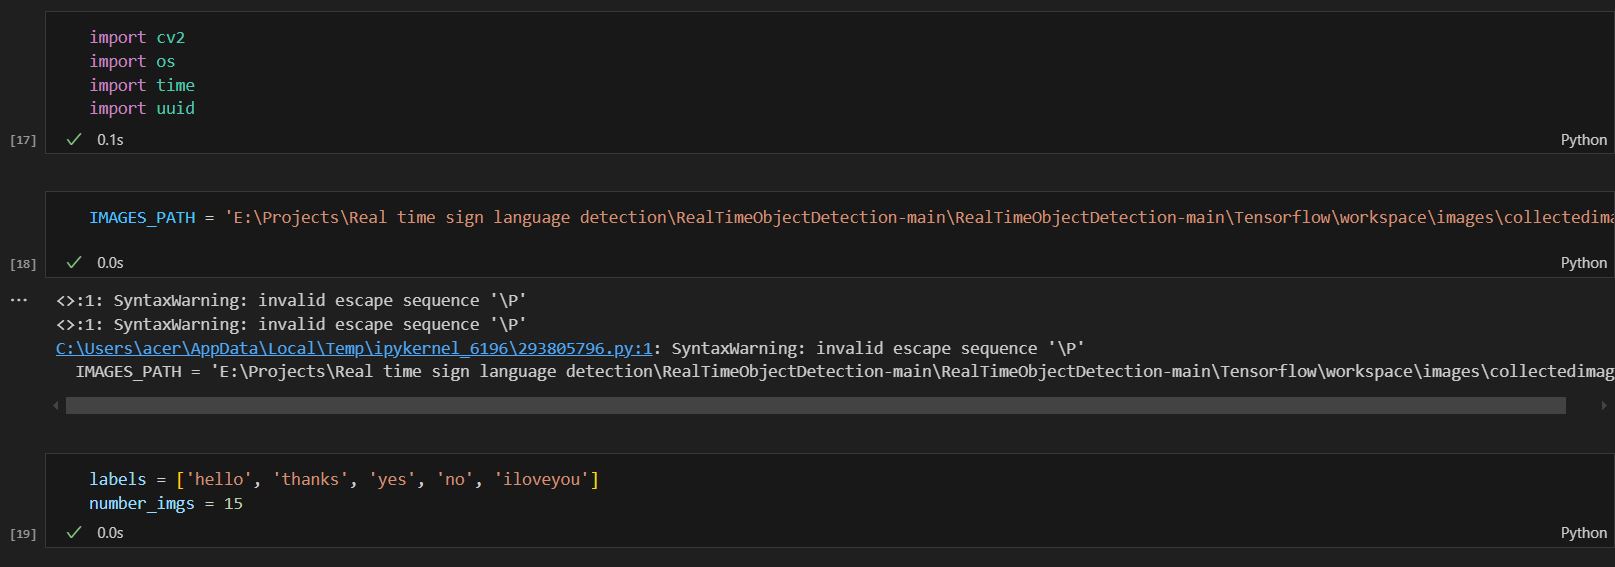 import cv2
import os
import time
import uuid
[17] ✓ 0.1s Python
IMAGES_PATH = 'E:\Projects\Real time sign language detection\RealTimeObjectDetection-main\RealTimeObjectDetection-main\Tensorflow\workspace\images\collectedima
[18] ✓ 0.0s Python
<>:1: SyntaxWarning: invalid escape sequence '\P'
<>:1: SyntaxWarning: invalid escape sequence '\P'
C:\Users\acer\AppData\Local\Temp\ipykernel_6196\293805796.py:1: SyntaxWarning: invalid escape sequence '\P'
IMAGES_PATH = 'E:\Projects\Real time sign language detection\RealTimeObjectDetection-main\RealTimeObjectDetection-main\Tensorflow\workspace\images\collectedimag
labels = ['hello', 'thanks', 'yes', 'no', 'iloveyou']
number_imgs = 15
[19] ✓ 0.0s Python